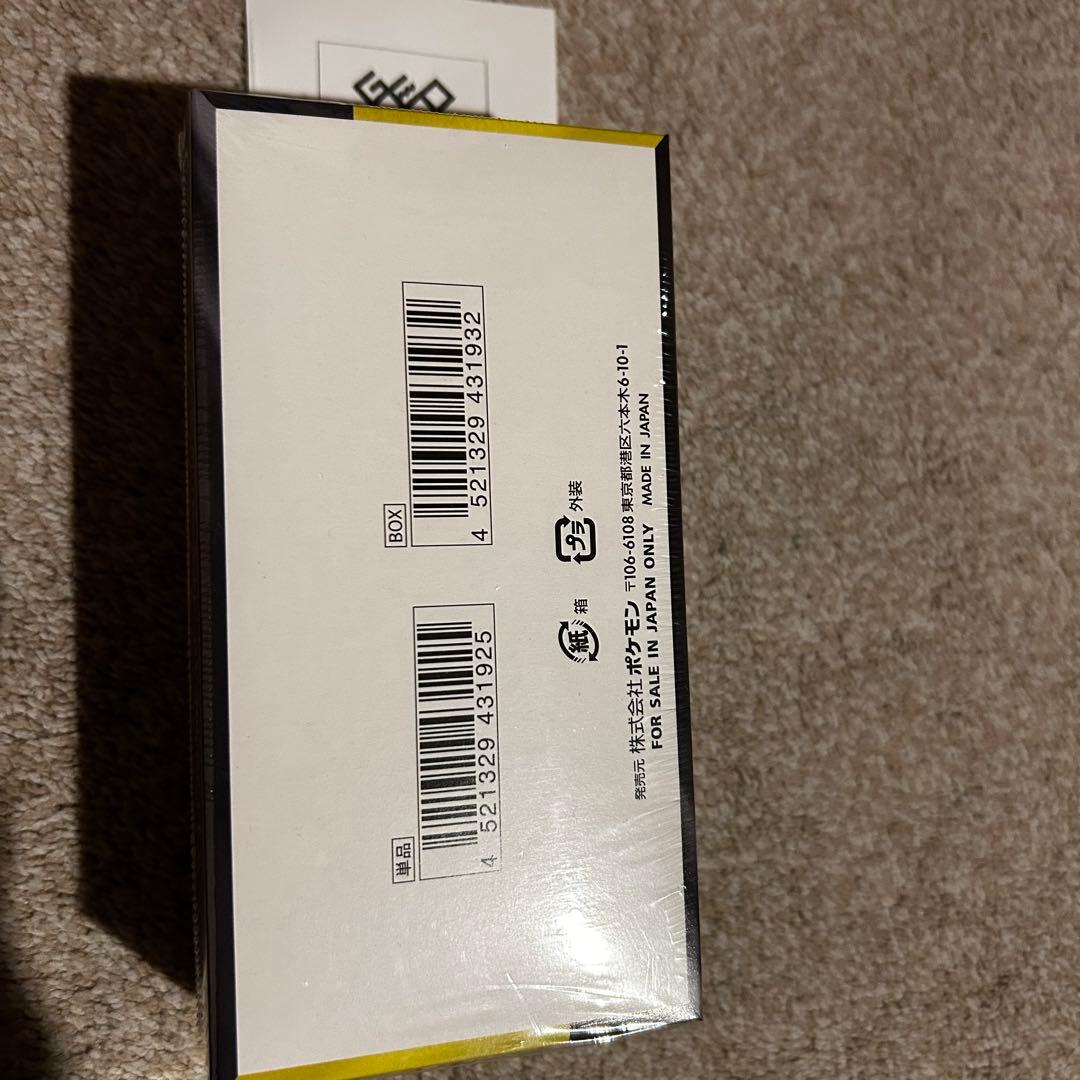 GEO
単品
4 521329 431925
BOX
4 521329 431932
紙 箱
プラ 外装
発売元 株式会社 ポケモン 〒106-6108 東京都港区六本木6-10-1
FOR SALE IN JAPAN ONLY MADE IN JAPAN